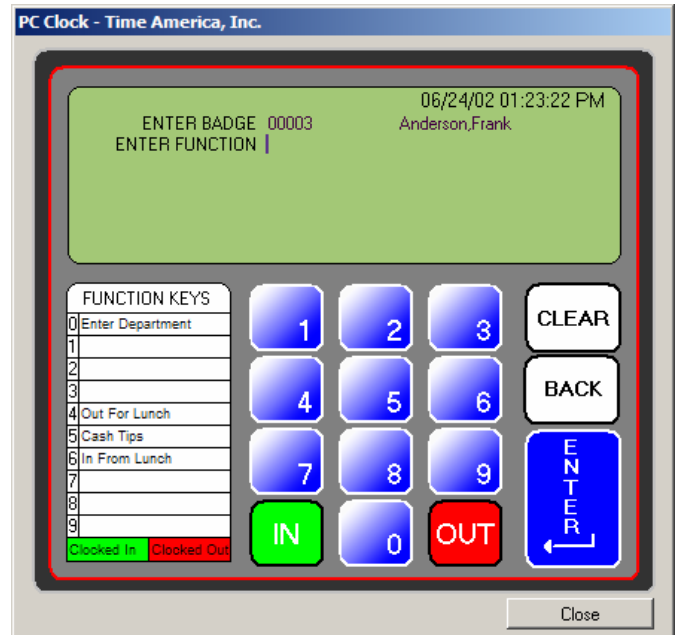 PC Clock - Time America, Inc.
06/24/02 01:23:22 PM
ENTER BADGE 00003 Anderson,Frank
ENTER FUNCTION
FUNCTION KEYS
0 Enter Department
1
2
3
4 Out For Lunch
5 Cash Tips
6 In From Lunch
7
8
9
Clocked In Clocked Out
1 2 3 CLEAR
4 5 6 BACK
7 8 9 ENTER
IN 0 OUT
Close